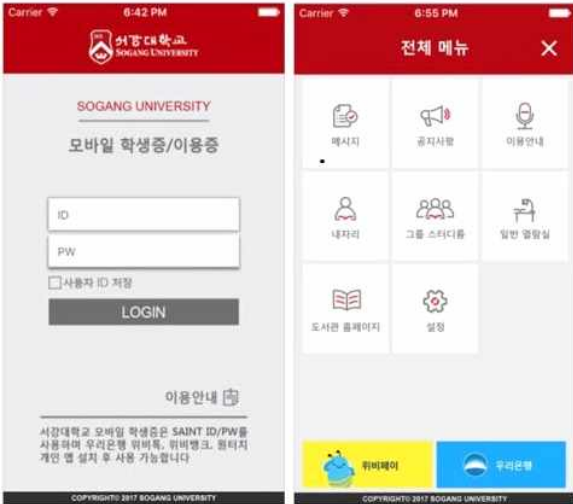 Carrier 6:42 PM
서강대학교
SOGANG UNIVERSITY
SOGANG UNIVERSITY
모바일 학생증/이용증
ID
PW
사용자 ID 저장
LOGIN
이용안내
서강대학교 모바일 학생증은 SAINT ID/PW를
사용하며 우리은행 위비톡, 위비뱅크, 원터치
개인 앱 설치 후 사용 가능합니다
COPYRIGHT© 2017 SOGANG UNIVERSITY
Carrier 6:55 PM
전체 메뉴
메시지 공지사항 이용안내
내자리 그룹 스터디룸 일반 열람실
도서관 홈페이지 설정
위비페이 우리은행
COPYRIGHT© 2017 SOGANG UNIVERSITY